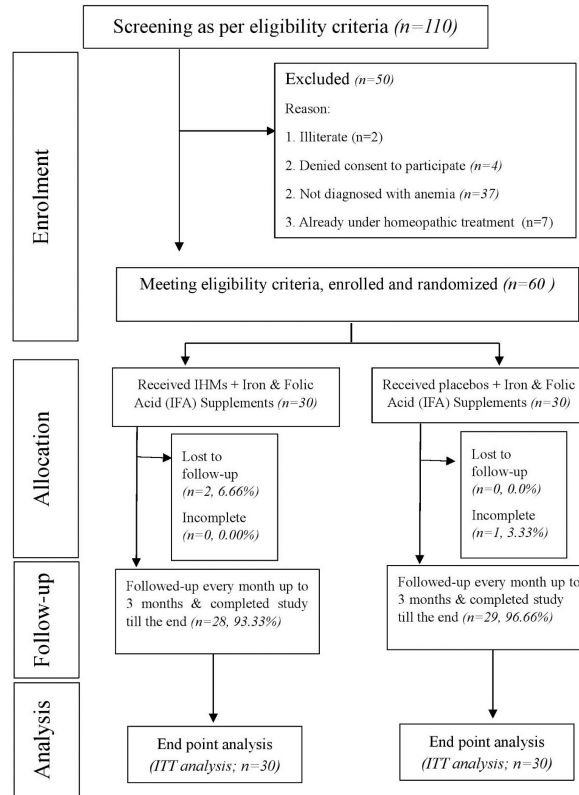 Screening as per eligibility criteria (n=110)
Enrolment
Excluded (n=50)
Reason:
1. Illiterate (n=2)
2. Denied consent to participate (n=4)
2. Not diagnosed with anemia (n=37)
3. Already under homeopathic treatment (n=7)
Meeting eligibility criteria, enrolled and randomized (n=60 )
Allocation
Received IHMs + Iron & Folic
Acid (IFA) Supplements (n=30)
Received placebos + Iron & Folic
Acid (IFA) Supplements (n=30)
Lost to
follow-up
(n=2, 6.66%)
Incomplete
(n=0, 0.00%)
Lost to
follow-up
(n=0, 0.0%)
Incomplete
(n=1, 3.33%)
Follow-up
Followed-up every month up to
3 months & completed study
till the end (n=28, 93.33%)
Followed-up every month up to
3 months & completed study
till the end (n=29, 96.66%)
Analysis
End point analysis
(ITT analysis; n=30)
End point analysis
(ITT analysis; n=30)